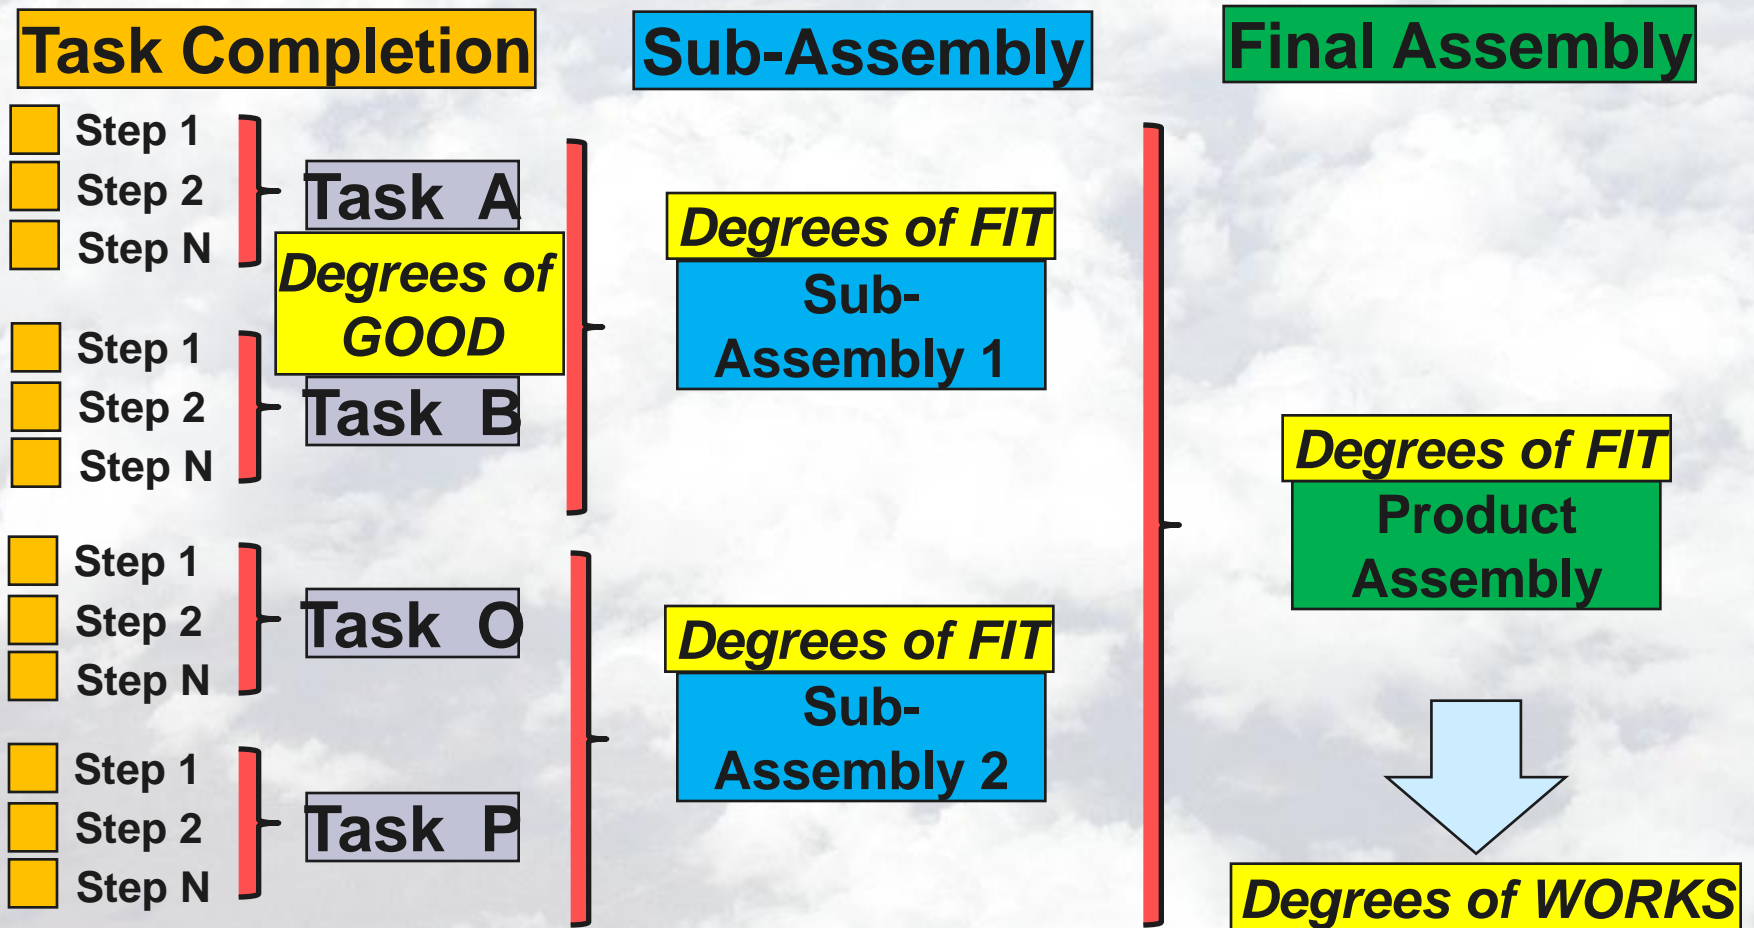 Task Completion
Step 1
Step 2
Step N
Task A
Degrees of
GOOD
Step 1
Step 2
Step N
Task B
Step 1
Step 2
Step N
Task O
Step 1
Step 2
Step N
Task P
Sub-Assembly
Degrees of FIT
Sub-
Assembly 1
Degrees of FIT
Sub-
Assembly 2
Final Assembly
Degrees of FIT
Product
Assembly
Degrees of WORKS